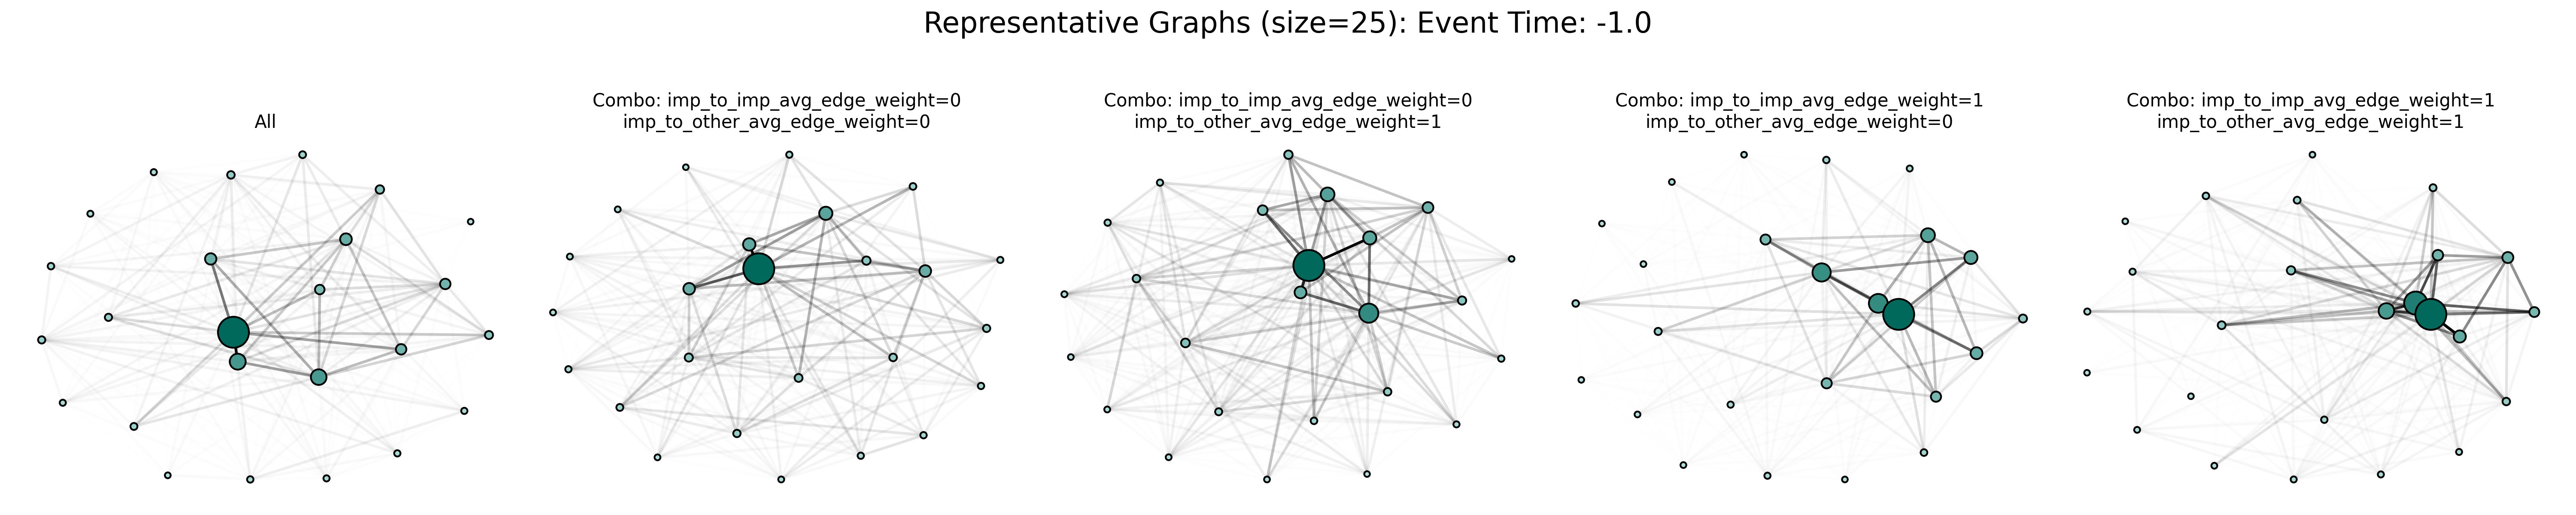 Representative Graphs (size=25): Event Time: -1.0
All
Combo: imp_to_imp_avg_edge_weight=0
imp_to_other_avg_edge_weight=0
Combo: imp_to_imp_avg_edge_weight=0
imp_to_other_avg_edge_weight=1
Combo: imp_to_imp_avg_edge_weight=1
imp_to_other_avg_edge_weight=0
Combo: imp_to_imp_avg_edge_weight=1
imp_to_other_avg_edge_weight=1